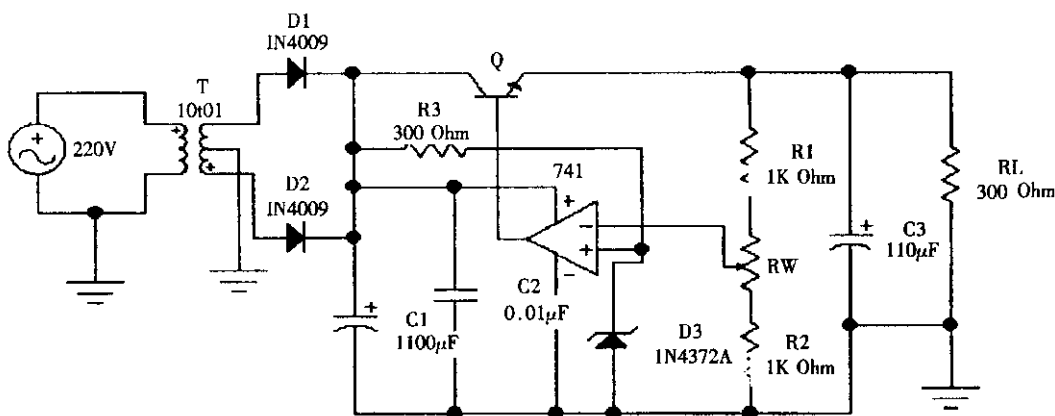 D1
1N4009
Q
T
10t01
R3
300 Ohm
220V
R1
1K Ohm
RL
300 Ohm
D2
1N4009
741
+
−
+
−
RW
C3
110μF
C2
0.01μF
C1
1100μF
D3
1N4372A
R2
1K Ohm